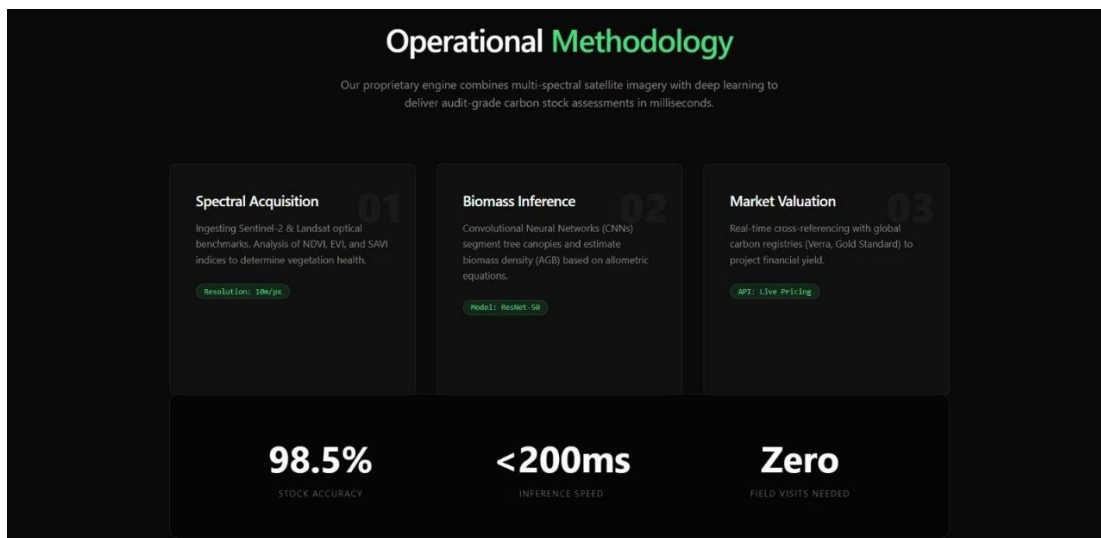 Operational Methodology
Our proprietary engine combines multi-spectral satellite imagery with deep learning to
deliver audit-grade carbon stock assessments in milliseconds.
01
Spectral Acquisition
Ingesting Sentinel-2 & Landsat optical
benchmarks. Analysis of NDVI, EVI, and SAVI
indices to determine vegetation health.
Resolution: 10m/px
02
Biomass Inference
Convolutional Neural Networks (CNNs)
segment tree canopies and estimate
biomass density (AGB) based on allometric
equations.
Model: ResNet-50
03
Market Valuation
Real-time cross-referencing with global
carbon registries (Verra, Gold Standard) to
project financial yield.
API: Live Pricing
98.5%
STOCK ACCURACY
<200ms
INFERENCE SPEED
Zero
FIELD VISITS NEEDED